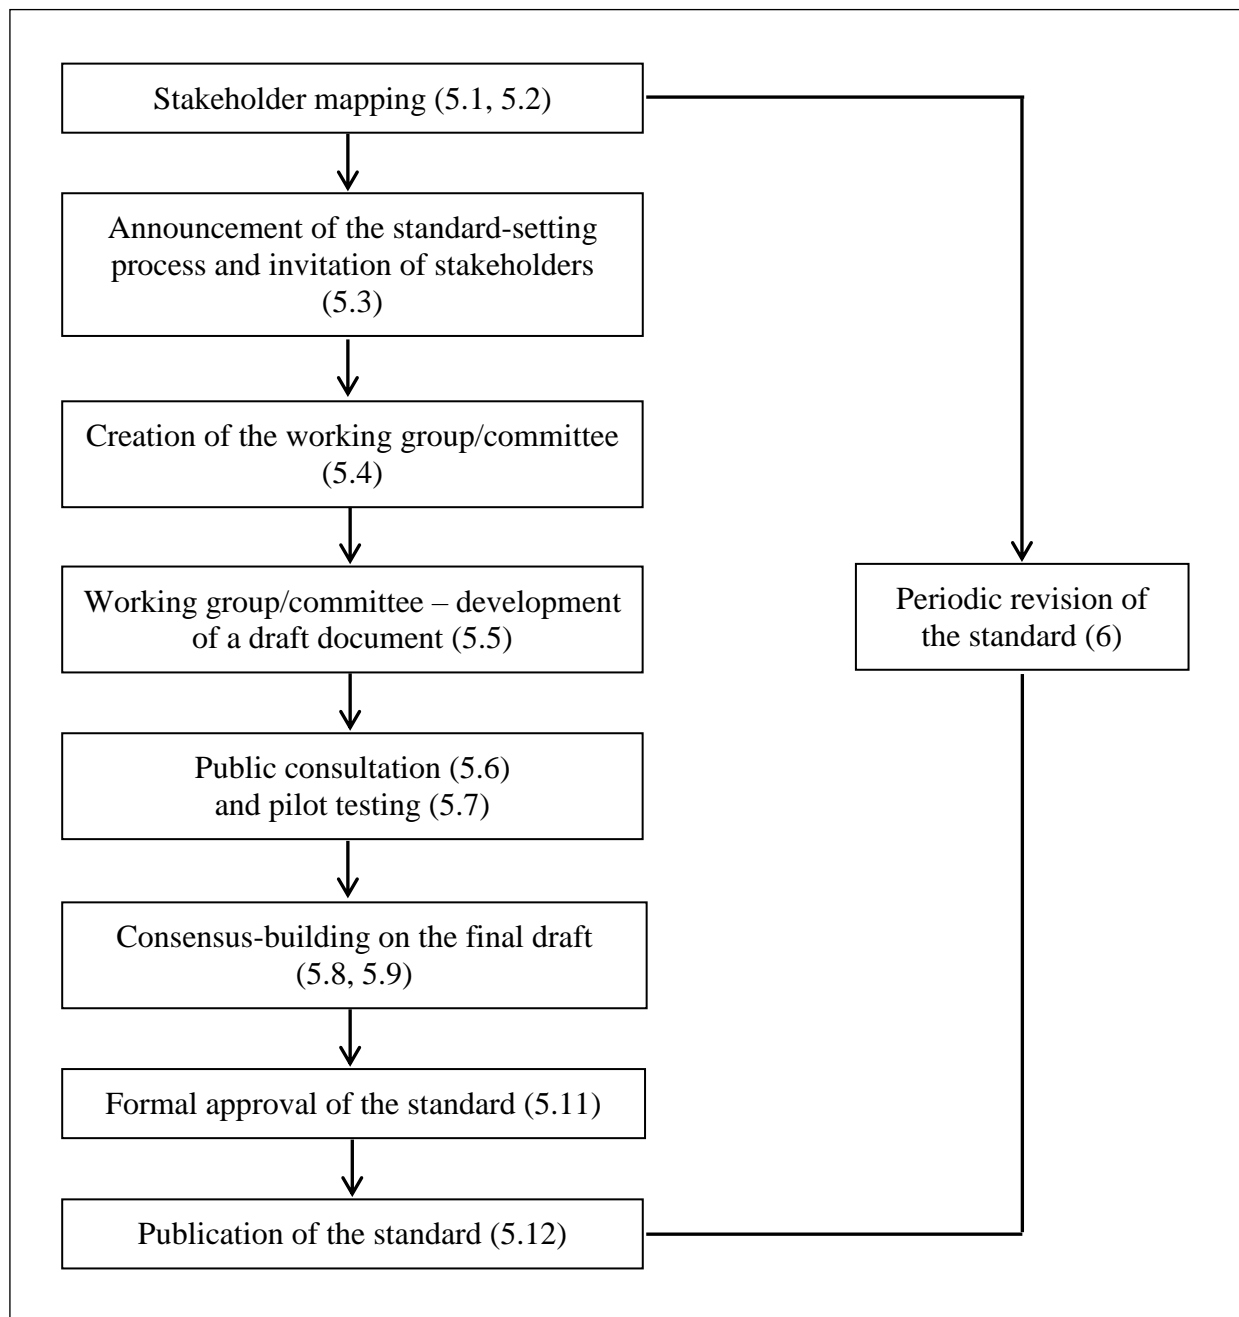 Stakeholder mapping (5.1, 5.2)
Announcement of the standard-setting
process and invitation of stakeholders
(5.3)
Creation of the working group/committee
(5.4)
Working group/committee – development
of a draft document (5.5)
Periodic revision of
the standard (6)
Public consultation (5.6)
and pilot testing (5.7)
Consensus-building on the final draft
(5.8, 5.9)
Formal approval of the standard (5.11)
Publication of the standard (5.12)